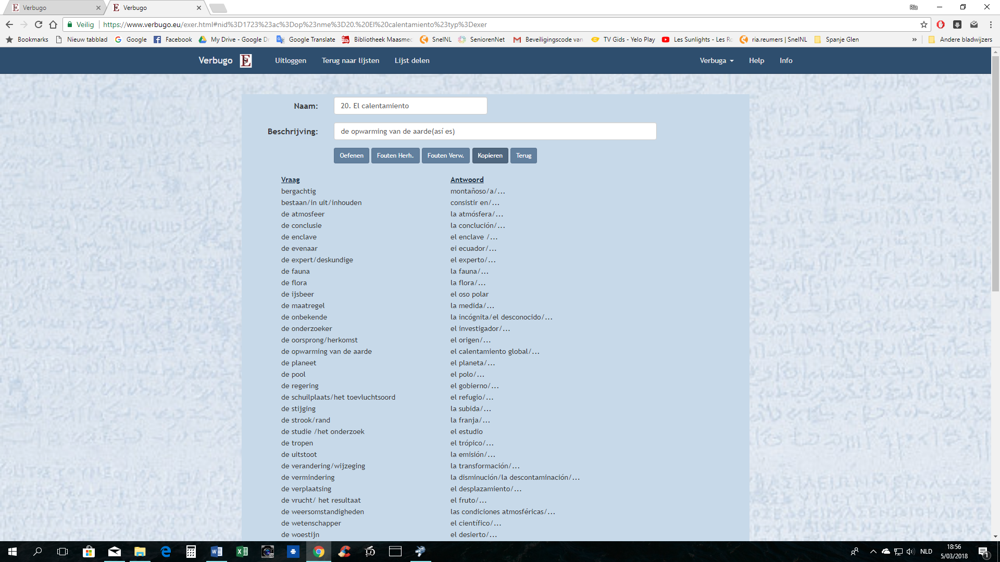 Verbugo
Verbugo
Ria
Veilig https://www.verbugo.eu/exer.html#nid%3D1723%23ac%3Dop%23nme%3D20.%20El%20calentamiento%23typ%3Dexer
Bookmarks Nieuw tabblad Google Facebook My Drive - Google Dr Google Translate Bibliotheek Maasmec SnelNL SeniorenNet Beveiligingscode van TV Gids - Yelo Play Les Sunlights - Les Ro ria.reumers | SnelNL Spanje Glen » Andere bladwijzers
Verbugo Uitloggen Terug naar lijsten Lijst delen Verbuga Help Info
Naam: 20. El calentamiento
Beschrijving: de opwarming van de aarde(así es)
Oefenen Fouten Herh. Fouten Verw. Kopieren Terug
Vraag Antwoord
bergachtig montañoso/a/...
bestaan/in uit/inhouden consistir en/...
de atmosfeer la atmósfera/...
de conclusie la conclución/...
de enclave el enclave /...
de evenaar ei ecuador/...
de expert/deskundige el experto/...
de fauna la fauna/...
de flora la flora/...
de ijsbeer el oso polar
de maatregel la medida/...
de onbekende la incógnita/el desconocido/...
de onderzoeker el investigador/...
de oorsprong/herkomst el origen/...
de opwarming van de aarde el calentamiento global/...
de planeet el planeta/...
de pool el polo/...
de regering el gobierno/...
de schuilplaats/het toevluchtsoord el refugio/...
de stijging la subida/...
de strook/rand la franja/...
de studie /het onderzoek el estudio
de tropen el trópico/...
de uitstoot la emisión/...
de verandering/wijzeging la transformación/...
de vermindering la disminución/la descontaminación/...
de verplaatsing el desplazamiento/...
de vrucht/ het resultaat el fruto/...
de weersomstandigheden las condiciones atmosféricas/...
de wetenschapper el científico/...
de woestijn el desierto/...
NLD 18:56
5/03/2018 1